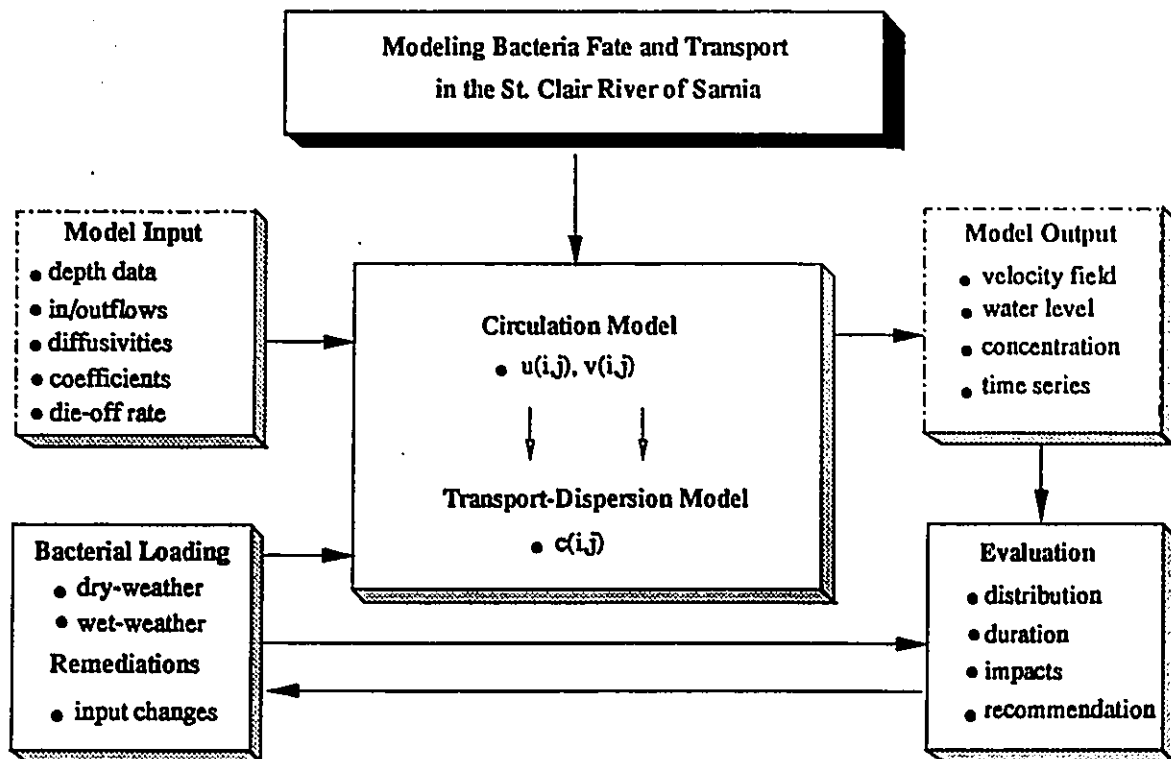 Modeling Bacteria Fate and Transport
in the St. Clair River of Sarnia
Model Input
• depth data
• in/outflows
• diffusivities
• coefficients
• die-off rate
Circulation Model
• u(i,j), v(i,j)
Transport-Dispersion Model
• c(i,j)
Model Output
• velocity field
• water level
• concentration
• time series
Bacterial Loading
• dry-weather
• wet-weather
Remediations
• input changes
Evaluation
• distribution
• duration
• impacts
• recommendation